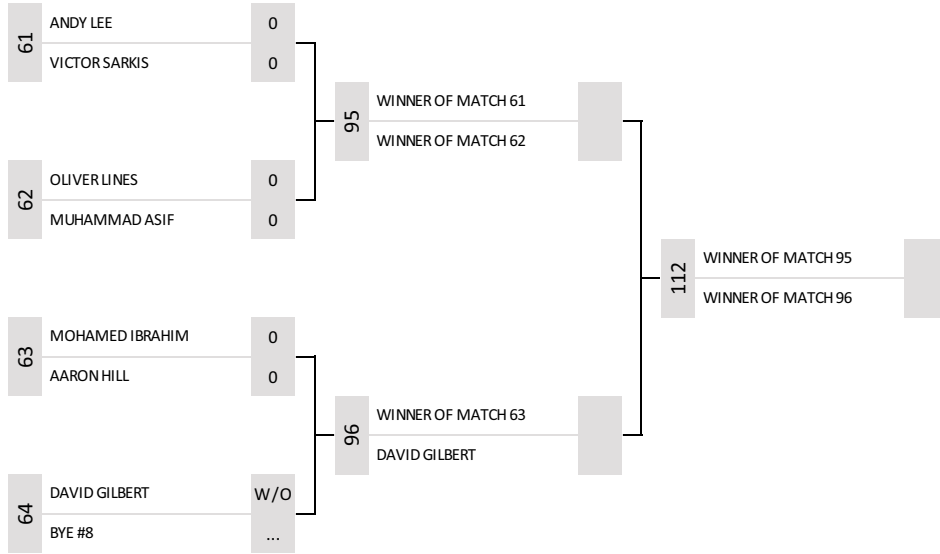 61
ANDY LEE 0
VICTOR SARKIS 0
62
OLIVER LINES 0
MUHAMMAD ASIF 0
63
MOHAMED IBRAHIM 0
AARON HILL 0
64
DAVID GILBERT W/O
BYE #8 ...
95
WINNER OF MATCH 61
WINNER OF MATCH 62
96
WINNER OF MATCH 63
DAVID GILBERT
112
WINNER OF MATCH 95
WINNER OF MATCH 96